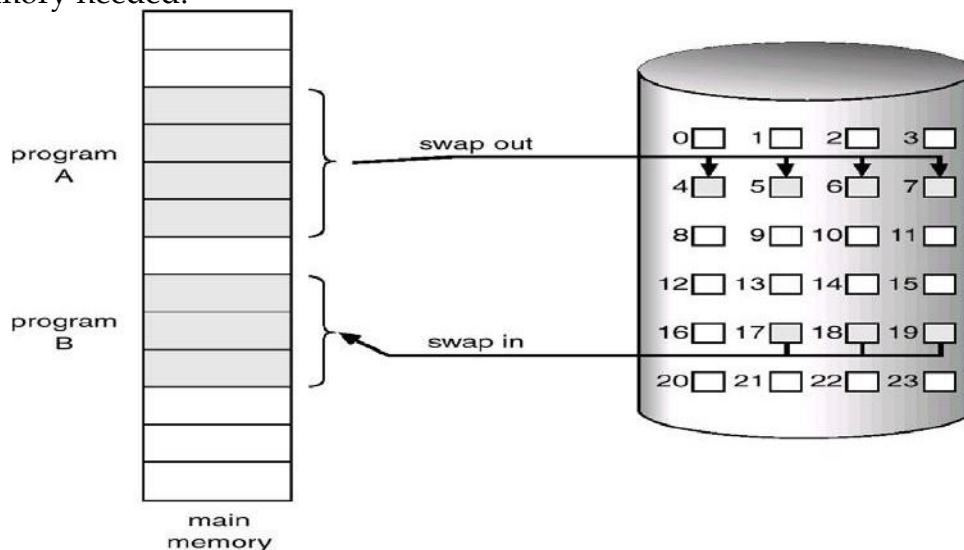 program
A
swap out
0 1 2 3
4 5 6 7
8 9 10 11
12 13 14 15
program
B
swap in
16 17 18 19
20 21 22 23
main
memory